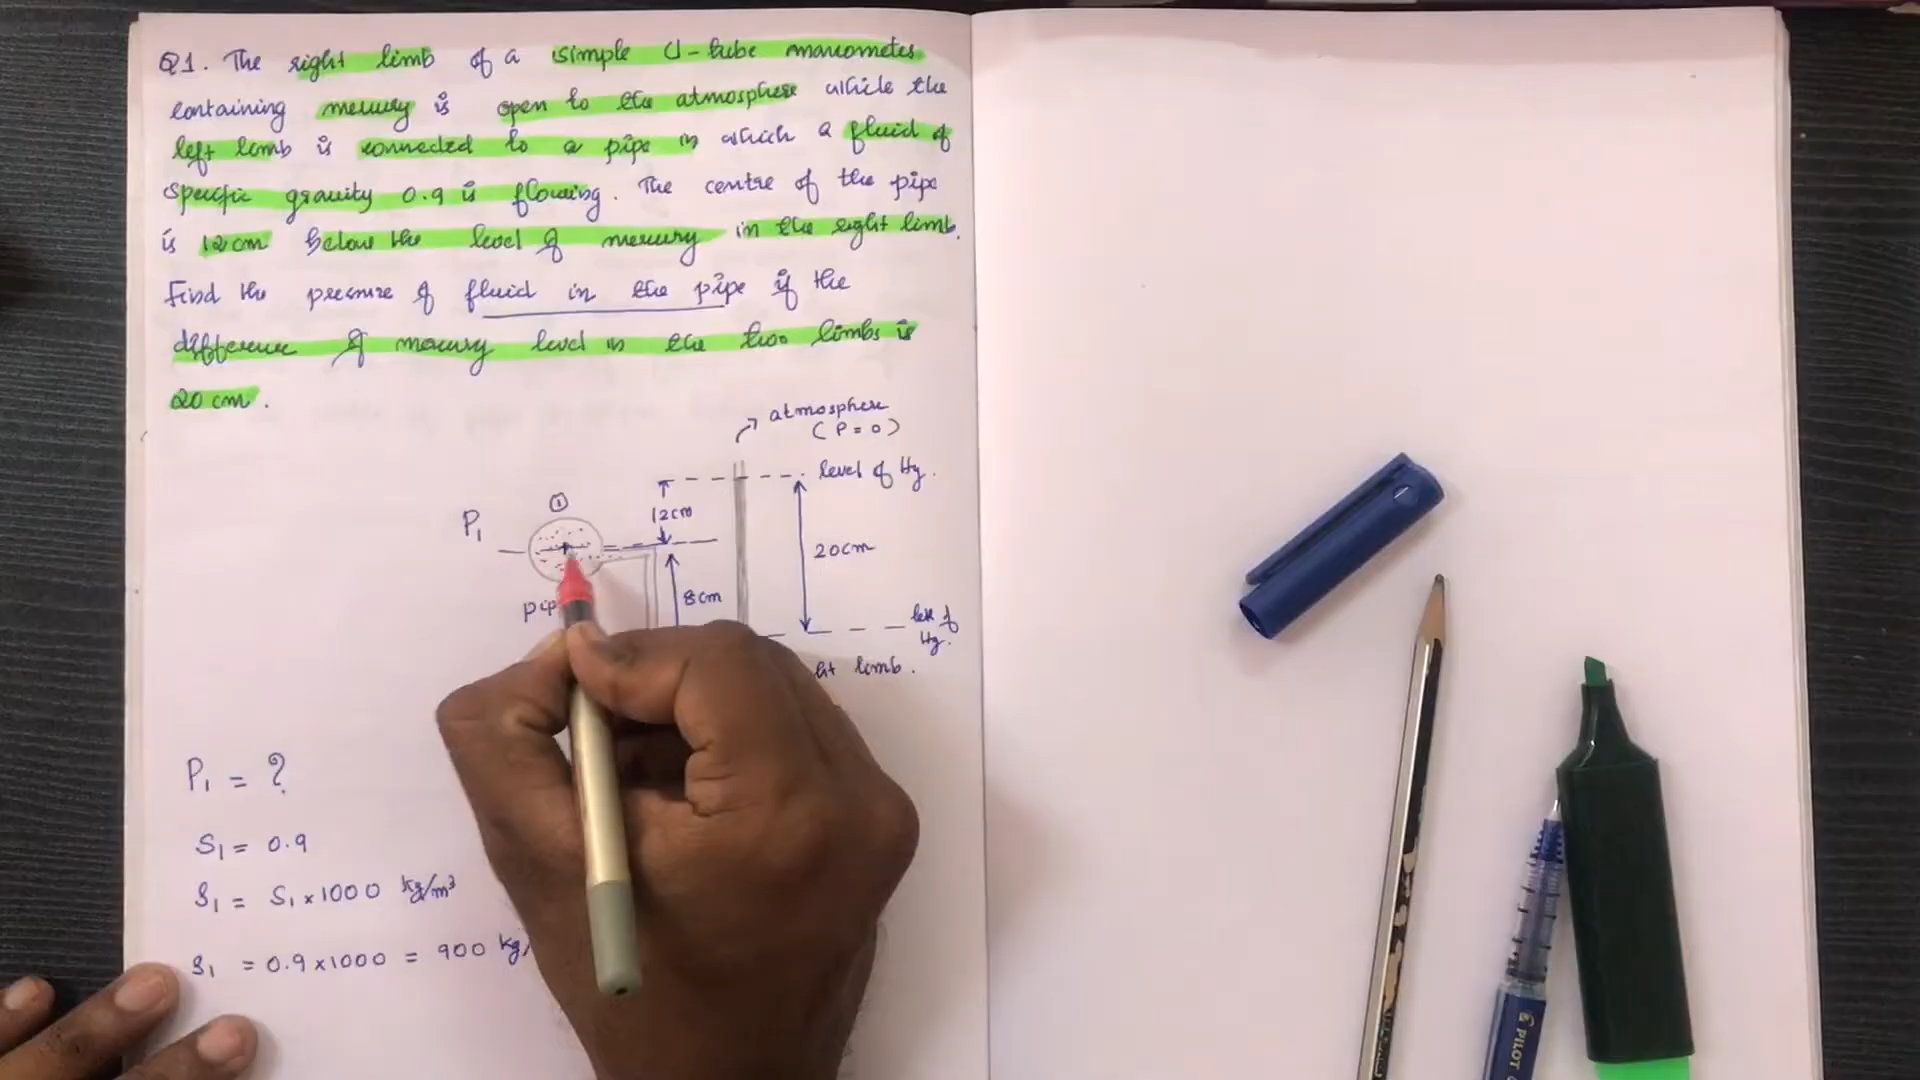 Q1. The right limb of a simple U-tube manometer
containing mercury is open to the atmosphere while the
left limb is connected to a pipe in which a fluid of
specific gravity 0.9 is flowing. The centre of the pipe
is 12cm below the level of mercury in the right limb.
Find the pressure of fluid in the pipe if the
difference of mercury level in the two limbs is
20 cm.
atmosphere
(P=0)
level of Hg.
①
P₁
12cm
20cm
pip
8cm
Hg.
ht limb.
P₁ = ?
S₁ = 0.9
S₁ = S₁ × 1000 kg/m³
S₁ = 0.9 × 1000 = 900 kg/
PILOT